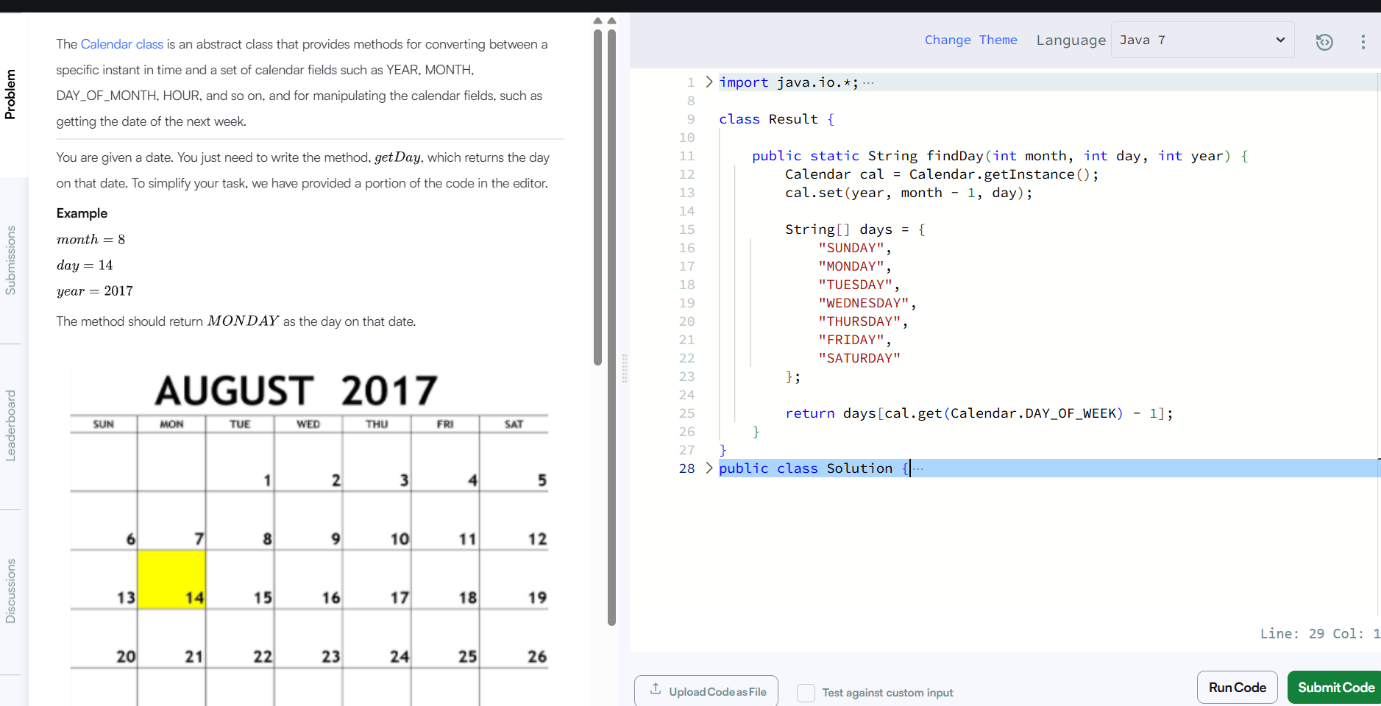 Problem
Submissions
Leaderboard
Discussions
The Calendar class is an abstract class that provides methods for converting between a
specific instant in time and a set of calendar fields such as YEAR, MONTH,
DAY_OF_MONTH, HOUR, and so on, and for manipulating the calendar fields, such as
getting the date of the next week.
You are given a date. You just need to write the method, getDay, which returns the day
on that date. To simplify your task, we have provided a portion of the code in the editor.
Example
month = 8
day = 14
year = 2017
The method should return MONDAY as the day on that date.
AUGUST 2017
SUN MON TUE WED THU FRI SAT
1 2 3 4 5
6 7 8 9 10 11 12
13 14 15 16 17 18 19
20 21 22 23 24 25 26
Change Theme Language Java 7
1 import java.io.*; ...
8
9 class Result {
10
11 public static String findDay(int month, int day, int year) {
12 Calendar cal = Calendar.getInstance();
13 cal.set(year, month - 1, day);
14
15 String[] days = {
16 "SUNDAY",
17 "MONDAY",
18 "TUESDAY",
19 "WEDNESDAY",
20 "THURSDAY",
21 "FRIDAY",
22 "SATURDAY"
23 };
24
25 return days[cal.get(Calendar.DAY_OF_WEEK) - 1];
26 }
27 }
28 public class Solution { ...
Line: 29 Col: 1
Upload Code as File
Test against custom input
Run Code
Submit Code